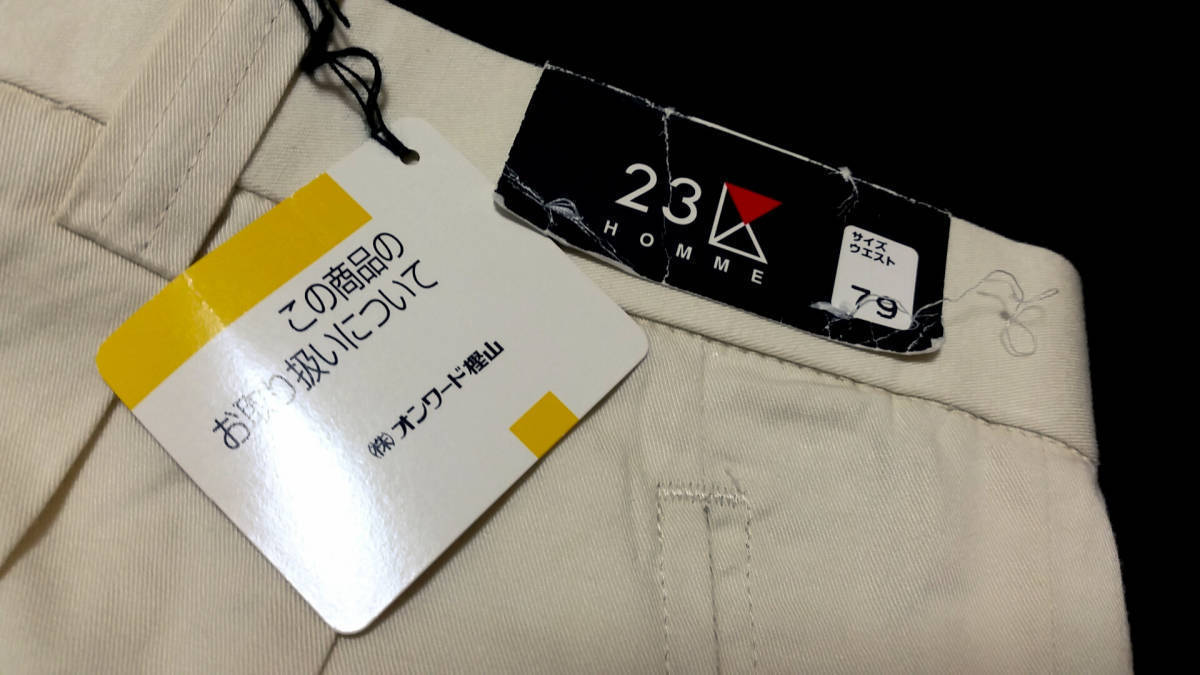 この商品の
お取り扱いについて
(株)オンワード樫山
23
HOMME
サイズ
ウエスト
79